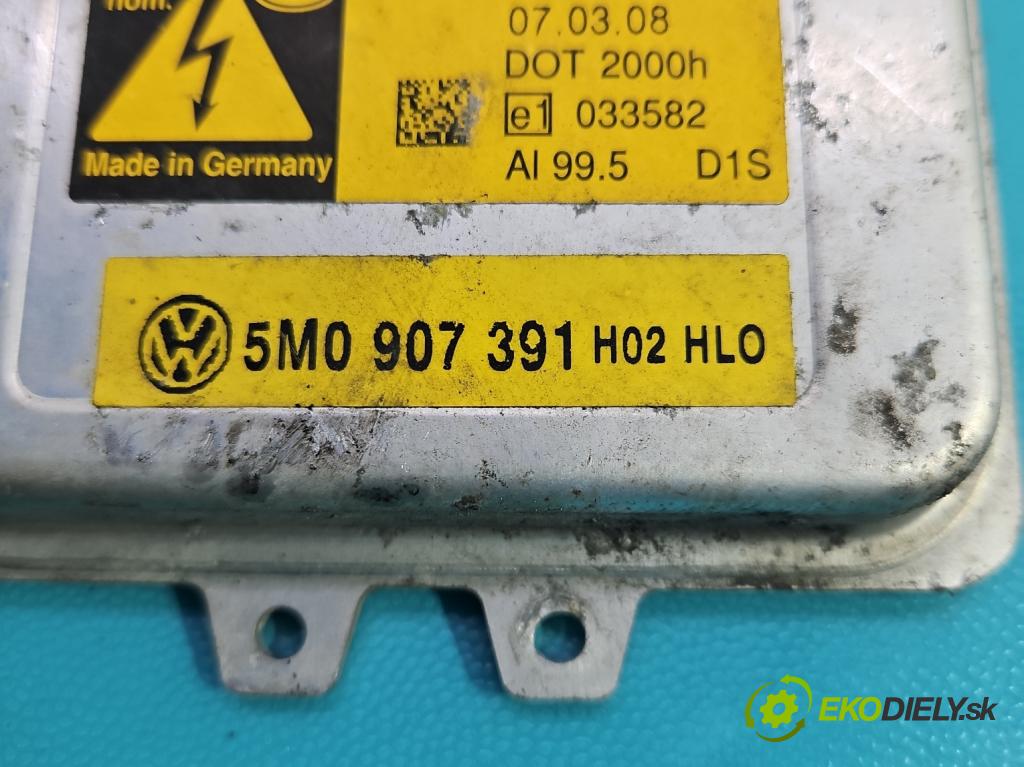 nom.
07.03.08
DOT 2000h
e1 033582
Al 99.5 D1S
Made in Germany
5M0 907 391 H02 HLO
EKODIELY.sk